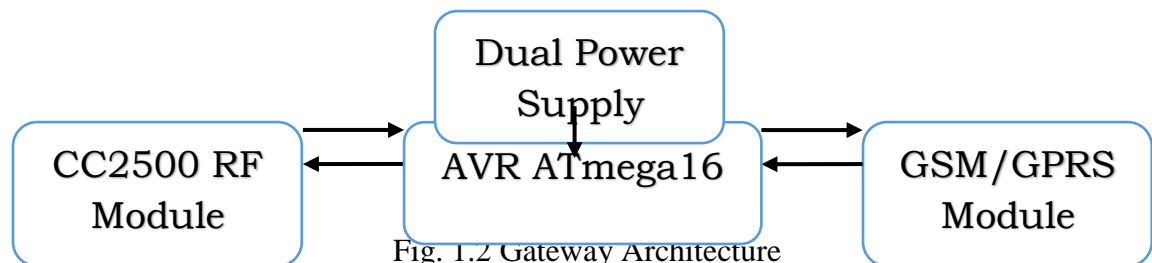 Dual Power
Supply
CC2500 RF
Module
AVR ATmega16
GSM/GPRS
Module
Fig. 1.2 Gateway Architecture